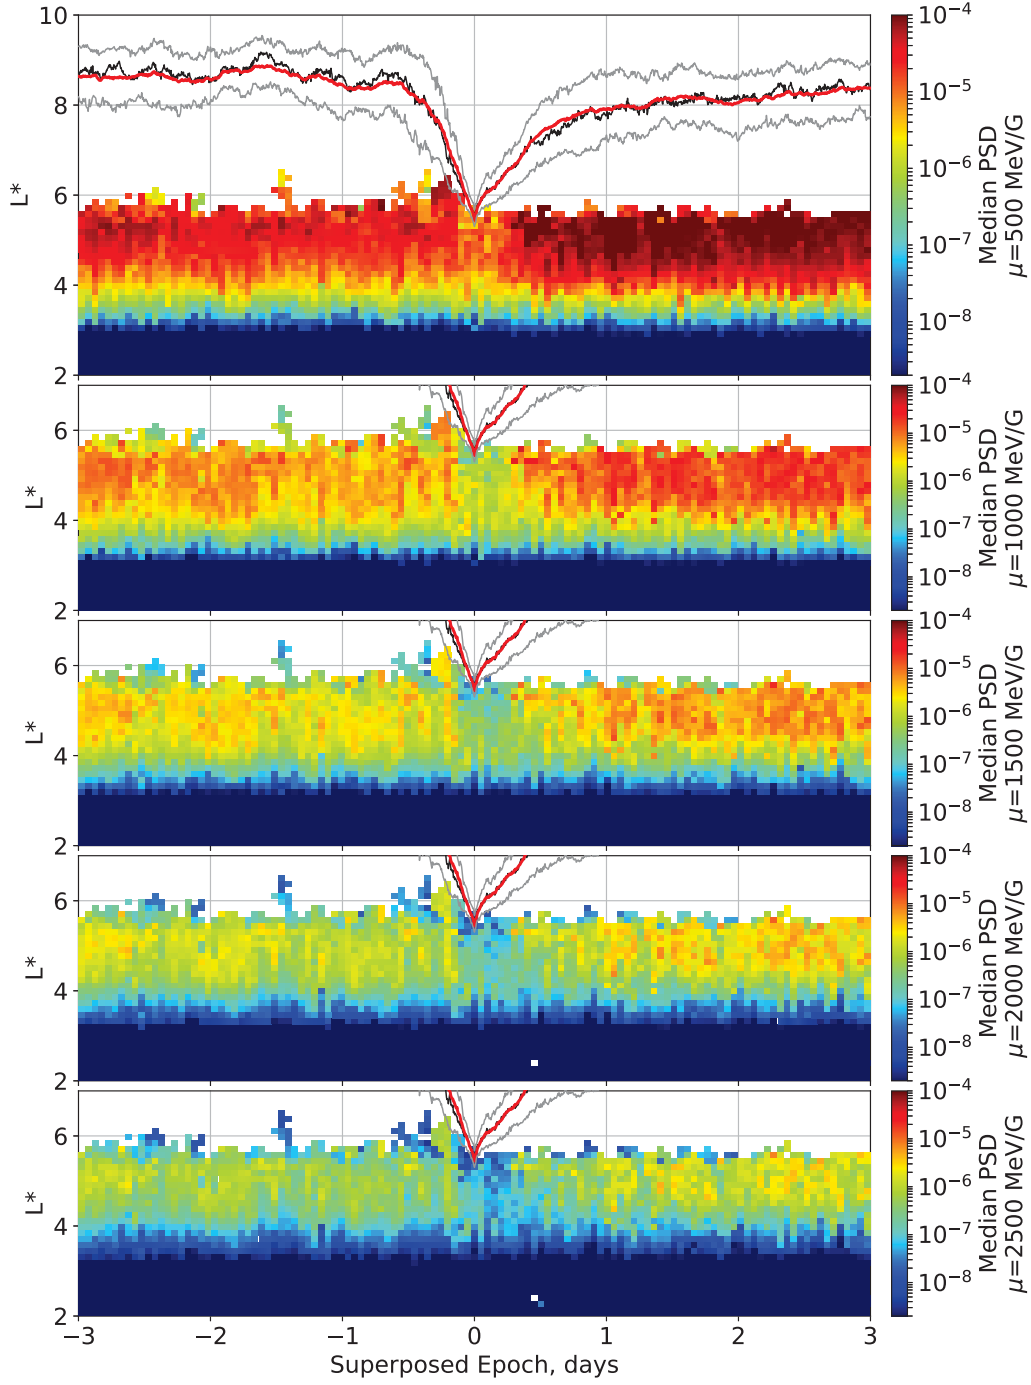 10
8
6
4
2
L*
10⁻⁴
10⁻⁵
10⁻⁶
10⁻⁷
10⁻⁸
Median PSD
μ=500 MeV/G
6
4
2
L*
10⁻⁴
10⁻⁵
10⁻⁶
10⁻⁷
10⁻⁸
Median PSD
μ=1000 MeV/G
6
4
2
L*
10⁻⁴
10⁻⁵
10⁻⁶
10⁻⁷
10⁻⁸
Median PSD
μ=1500 MeV/G
6
4
2
L*
10⁻⁴
10⁻⁵
10⁻⁶
10⁻⁷
10⁻⁸
Median PSD
μ=2000 MeV/G
6
4
2
L*
10⁻⁴
10⁻⁵
10⁻⁶
10⁻⁷
10⁻⁸
Median PSD
μ=2500 MeV/G
−3 −2 −1 0 1 2 3
Superposed Epoch, days